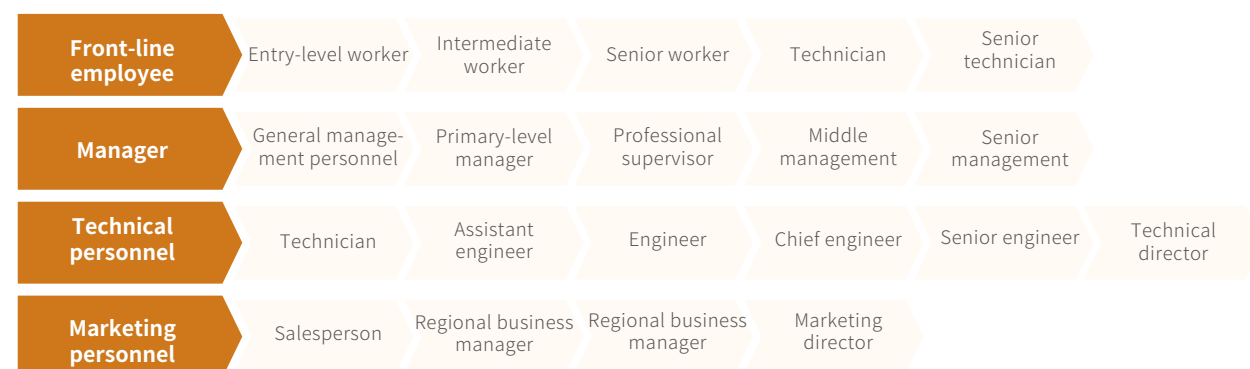 Front-line
employee
Entry-level worker
Intermediate
worker
Senior worker
Technician
Senior
technician
Manager
General manage-
ment personnel
Primary-level
manager
Professional
supervisor
Middle
management
Senior
management
Technical
personnel
Technician
Assistant
engineer
Engineer
Chief engineer
Senior engineer
Technical
director
Marketing
personnel
Salesperson
Regional business
manager
Regional business
manager
Marketing
director